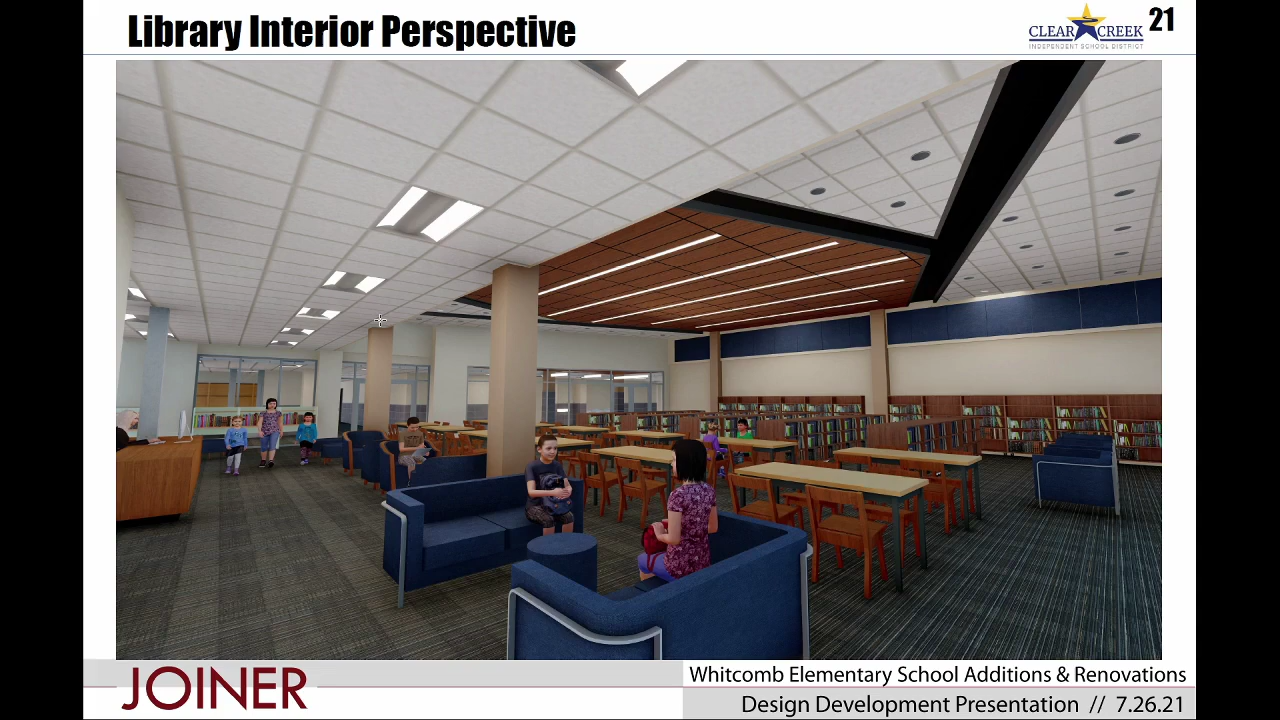 Library Interior Perspective
CLEAR CREEK
INDEPENDENT SCHOOL DISTRICT
21
JOINER
Whitcomb Elementary School Additions & Renovations
Design Development Presentation // 7.26.21